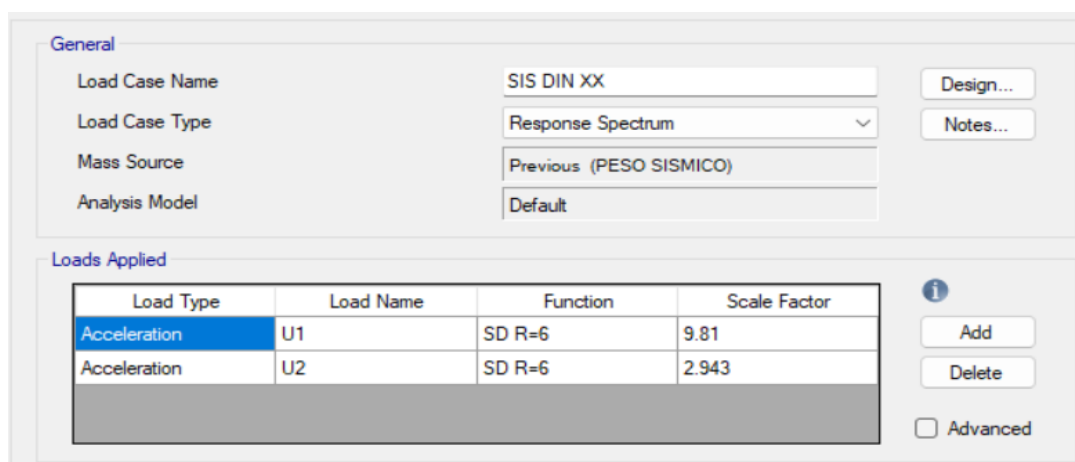 General
Load Case Name SIS DIN XX Design...
Load Case Type Response Spectrum Notes...
Mass Source Previous (PESO SISMICO)
Analysis Model Default
Loads Applied
Load Type Load Name Function Scale Factor
Acceleration U1 SD R=6 9.81 Add
Acceleration U2 SD R=6 2.943 Delete
Advanced